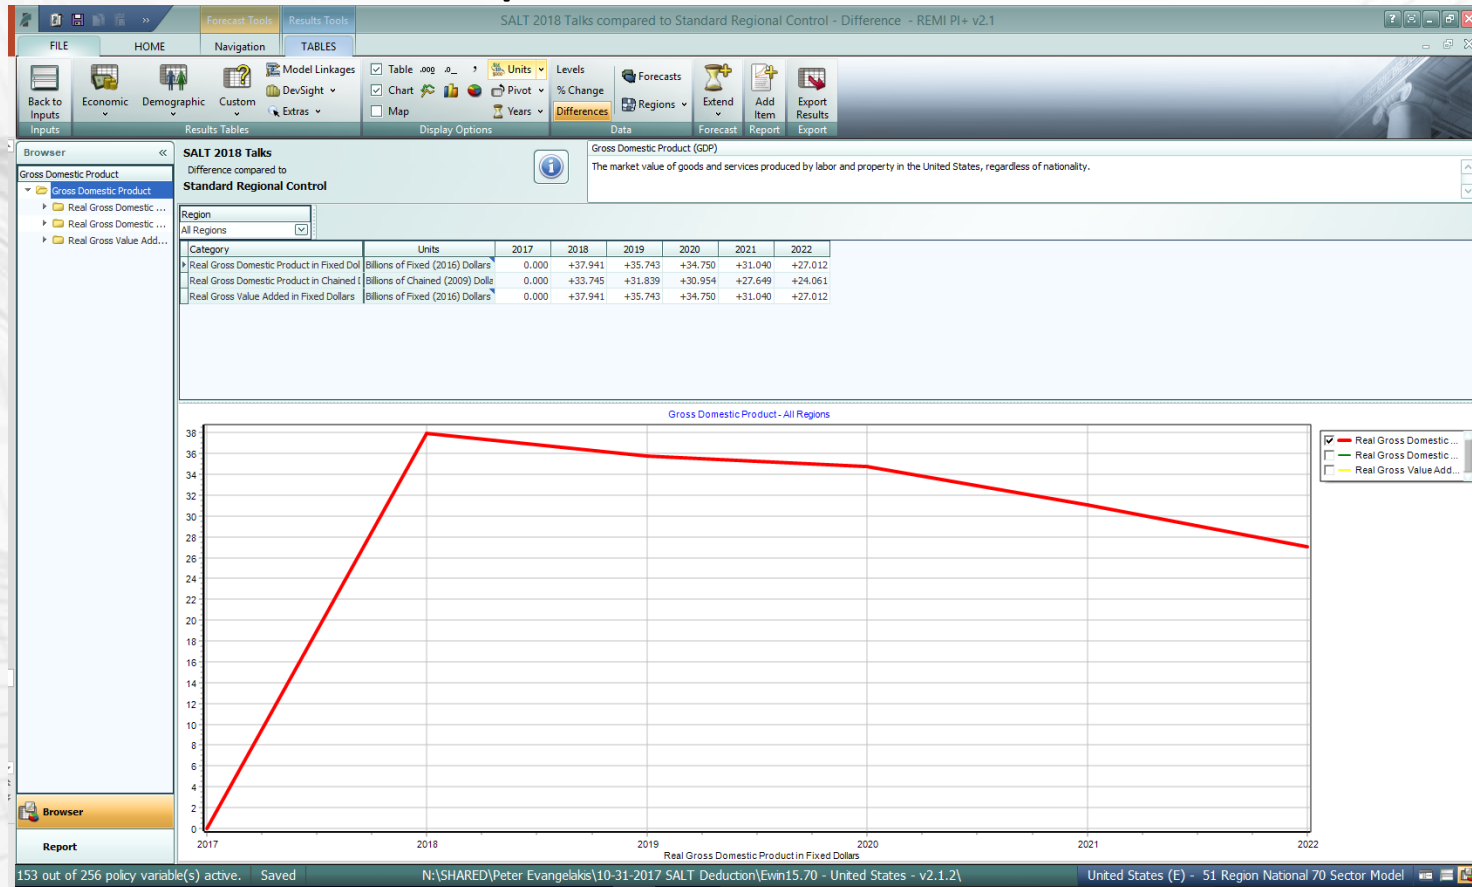 Forecast Tools Results Tools SALT 2018 Talks compared to Standard Regional Control - Difference - REMI PI+ v2.1
FILE HOME Navigation TABLES
Model Linkages Table .000 .0_ , Units Levels Forecasts
Back to Inputs Economic Demographic Custom DevSight Chart Pivot % Change Regions Extend Add Item Export Results
Extras Map Years Differences
Inputs Results Tables Display Options Data Forecast Report Export
Browser «
Gross Domestic Product
Gross Domestic Product
Real Gross Domestic ...
Real Gross Domestic ...
Real Gross Value Add...
SALT 2018 Talks
Difference compared to
Standard Regional Control
Gross Domestic Product (GDP)
The market value of goods and services produced by labor and property in the United States, regardless of nationality.
Region
All Regions
Category Units 2017 2018 2019 2020 2021 2022
Real Gross Domestic Product in Fixed Dol Billions of Fixed (2016) Dollars 0.000 +37.941 +35.743 +34.750 +31.040 +27.012
Real Gross Domestic Product in Chained [ Billions of Chained (2009) Dolla 0.000 +33.745 +31.839 +30.954 +27.649 +24.061
Real Gross Value Added in Fixed Dollars Billions of Fixed (2016) Dollars 0.000 +37.941 +35.743 +34.750 +31.040 +27.012
Gross Domestic Product - All Regions
38
36
34
32
30
28
26
24
22
20
18
16
14
12
10
8
6
4
2
0
2017 2018 2019 2020 2021 2022
Real Gross Domestic Product in Fixed Dollars
Real Gross Domestic ...
Real Gross Domestic ...
Real Gross Value Add...
Browser
Report
153 out of 256 policy variable(s) active. Saved N:\SHARED\Peter Evangelakis\10-31-2017 SALT Deduction\Ewin15.70 - United States - v2.1.2\ United States (E) - 51 Region National 70 Sector Model